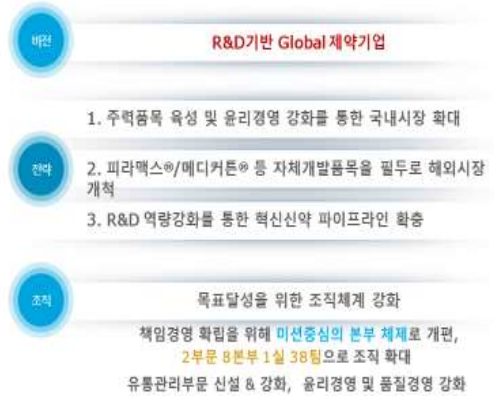 비전
R&D기반 Global 제약기업
1. 주력품목 육성 및 윤리경영 강화를 통한 국내시장 확대
전략
2. 피라맥스®/메디커튼® 등 자체개발품목을 필두로 해외시장
개척
3. R&D 역량강화를 통한 혁신신약 파이프라인 확충
조직
목표달성을 위한 조직체계 강화
책임경영 확립을 위해 미션중심의 본부 체제로 개편,
2부문 8본부 1실 38팀으로 조직 확대
유통관리부문 신설 & 강화, 윤리경영 및 품질경영 강화